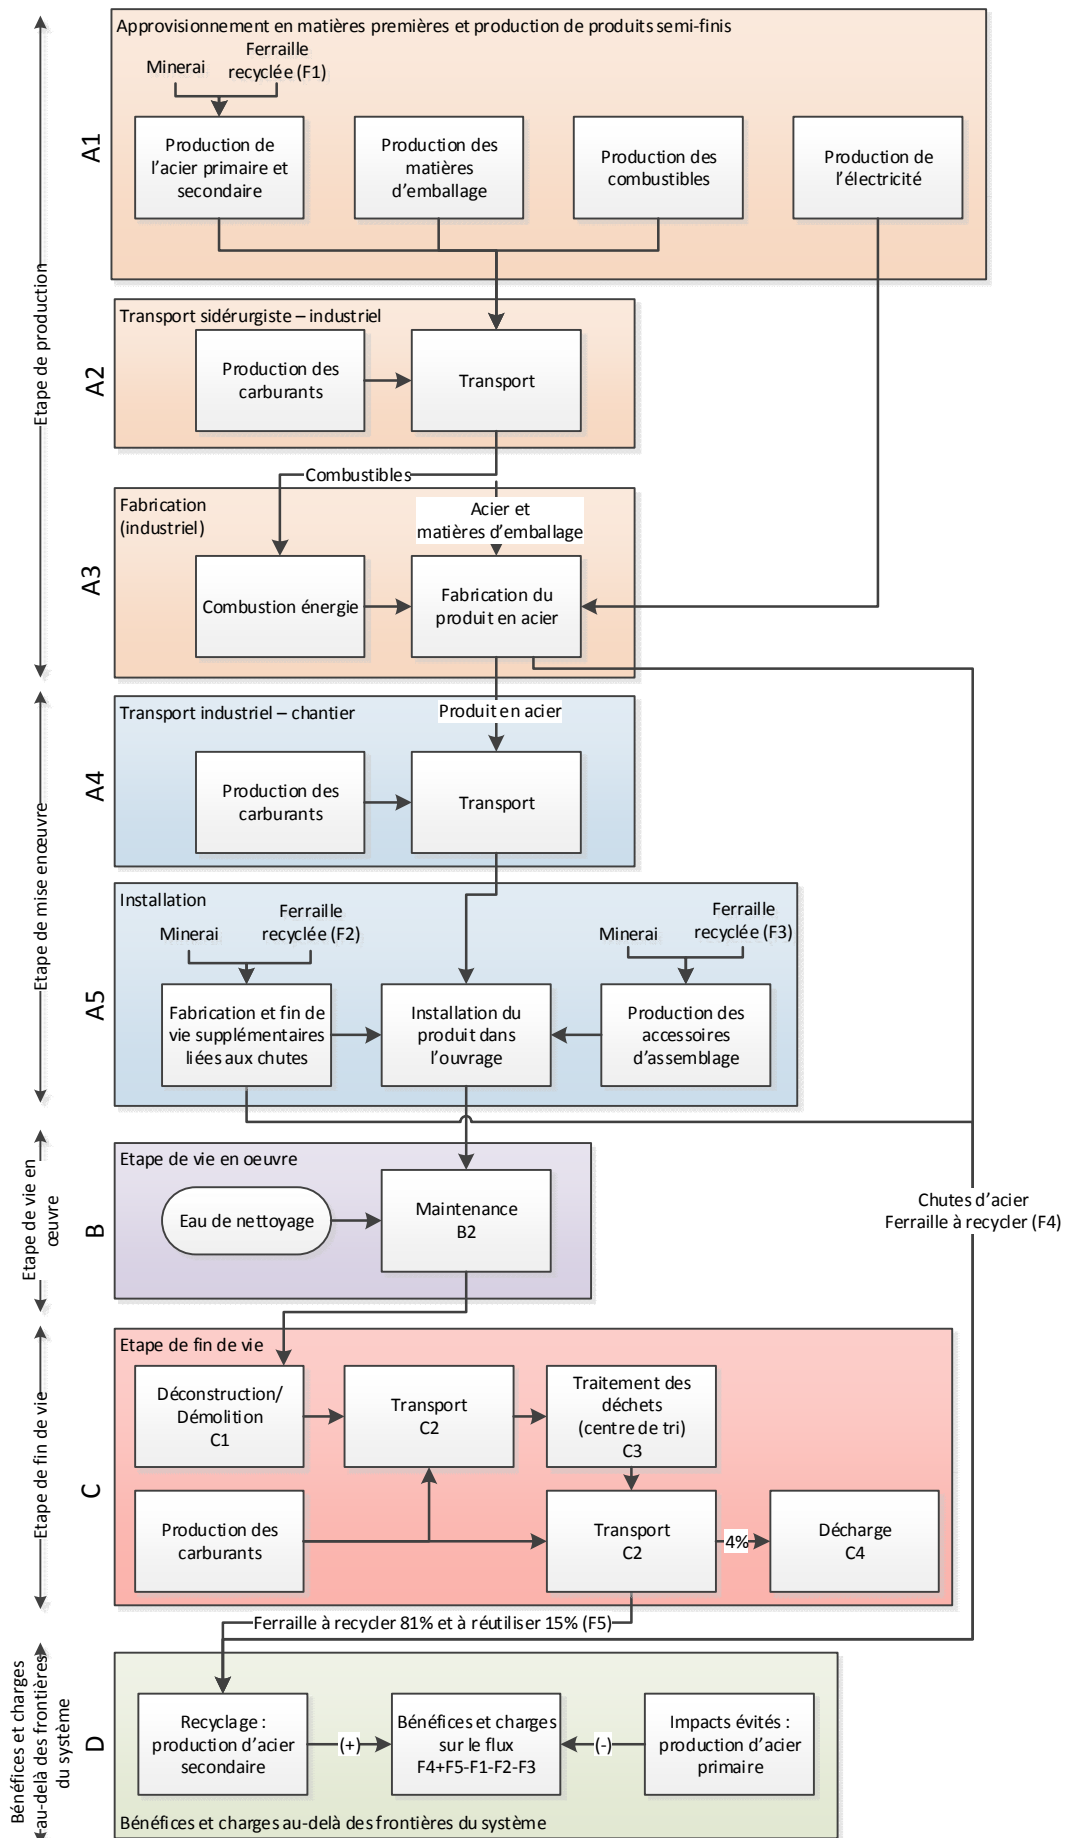 Approvisionnement en matières premières et production de produits semi-finis
Minerai
Ferraille
recyclée (F1)
A1
Production de
l’acier primaire et
secondaire
Production des
matières
d’emballage
Production des
combustibles
Production de
l’électricité
Etape de production
Transport sidérurgiste – industriel
A2
Production des
carburants
Transport
Combustibles
Fabrication
(industriel)
Acier et
matières d’emballage
A3
Combustion énergie
Fabrication du
produit en acier
Transport industriel – chantier
Produit en acier
A4
Production des
carburants
Transport
Etape de mise enœuvre
Installation
Minerai
Ferraille
recyclée (F2)
Minerai
Ferraille
recyclée (F3)
A5
Fabrication et fin de
vie supplémentaires
liées aux chutes
Installation du
produit dans
l’ouvrage
Production des
accessoires
d’assemblage
Etape de vie en
œuvre
Etape de vie en oeuvre
B
Eau de nettoyage
Maintenance
B2
Chutes d’acier
Ferraille à recycler (F4)
Etape de fin de vie
Etape de fin de vie
C
Déconstruction/
Démolition
C1
Transport
C2
Traitement des
déchets
(centre de tri)
C3
Production des
carburants
Transport
C2
4%
Décharge
C4
Ferraille à recycler 81% et à réutiliser 15% (F5)
Bénéfices et charges
au-delà des frontières
du système
D
Recyclage :
production d’acier
secondaire
(+)
Bénéfices et charges
sur le flux
F4+F5-F1-F2-F3
(-)
Impacts évités :
production d’acier
primaire
Bénéfices et charges au-delà des frontières du système